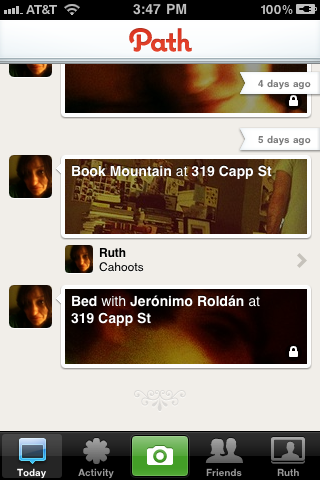 AT&T 3:47 PM 100%
Path
4 days ago
5 days ago
Book Mountain at 319 Capp St
Ruth
Cahoots
Bed with Jerónimo Roldán at
319 Capp St
Today Activity Friends Ruth